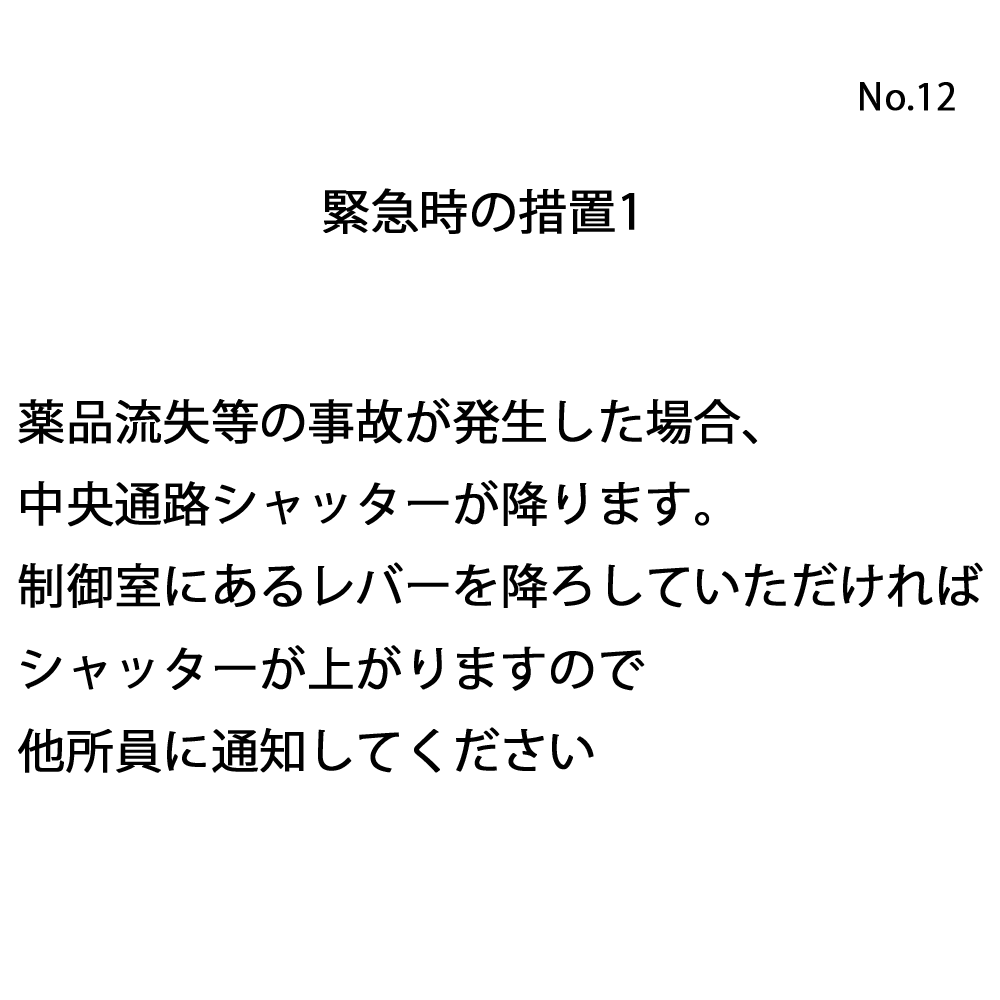 No.12
緊急時の措置1
薬品流失等の事故が発生した場合、
中央通路シャッターが降ります。
制御室にあるレバーを降ろしていただければ
シャッターが上がりますので
他所員に通知してください